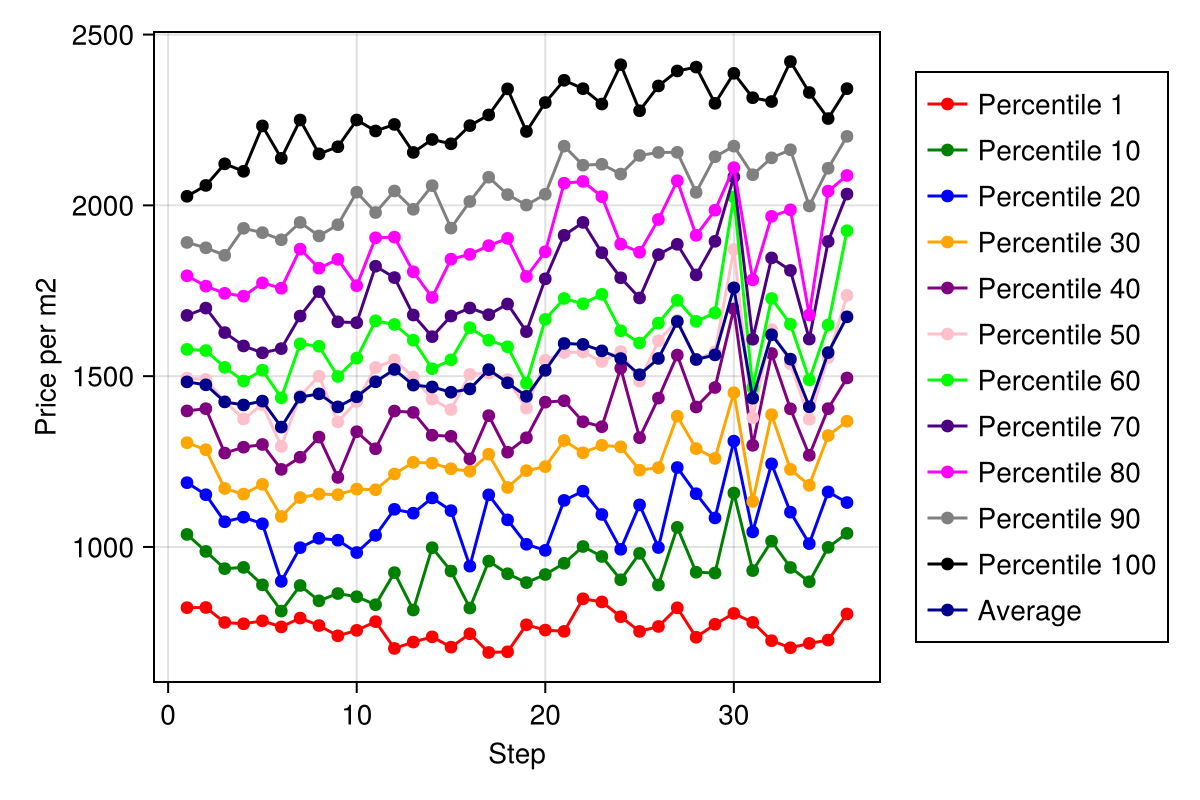 2500
2000
1500
1000
Price per m2
0 10 20 30
Step
Percentile 1
Percentile 10
Percentile 20
Percentile 30
Percentile 40
Percentile 50
Percentile 60
Percentile 70
Percentile 80
Percentile 90
Percentile 100
Average